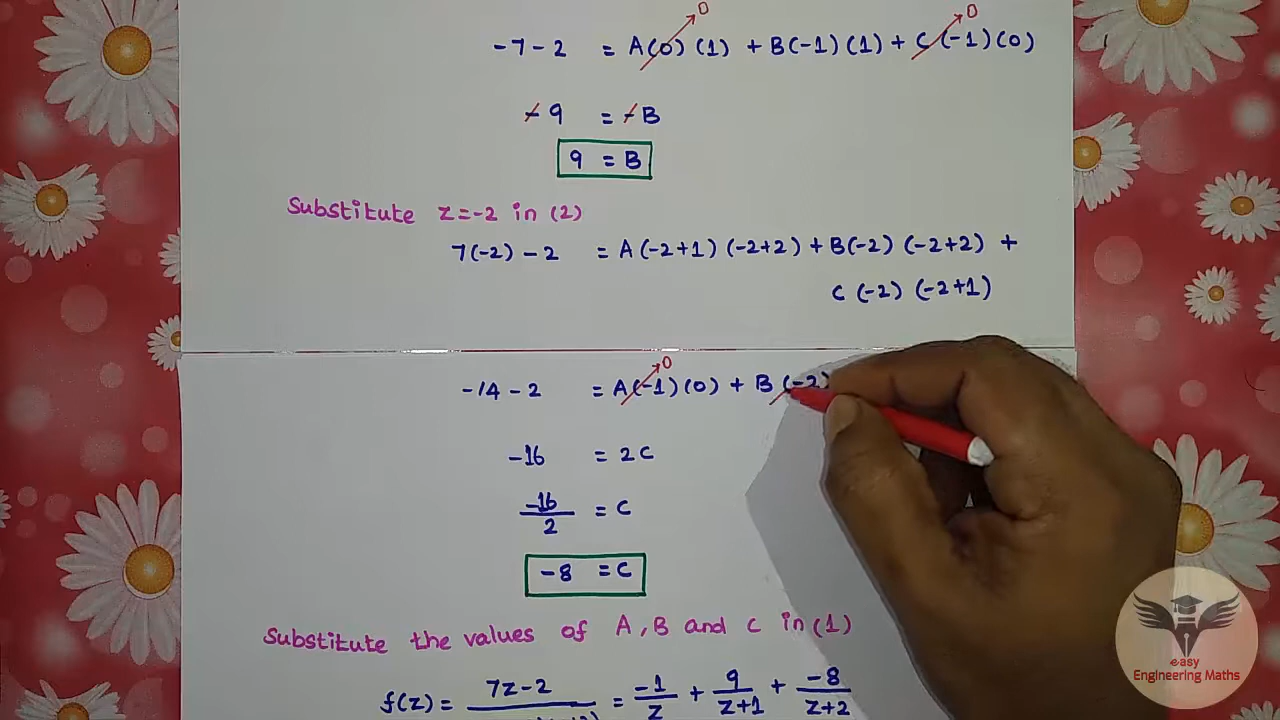 0 0
-7-2 = A(0)(1) + B(-1)(1) + C(-1)(0)
-9 = -B
9 = B
Substitute z=-2 in (2)
7(-2) - 2 = A(-2+1)(-2+2) + B(-2)(-2+2) +
C(-2)(-2+1)
0
-14-2 = A(-1)(0) + B(-2)
-16 = 2C
-16/2 = C
-8 = C
Substitute the values of A, B and C in (1)
f(z) = 7z-2 = -1/z + 9/z+1 + -8/z+2
easy
Engineering Maths